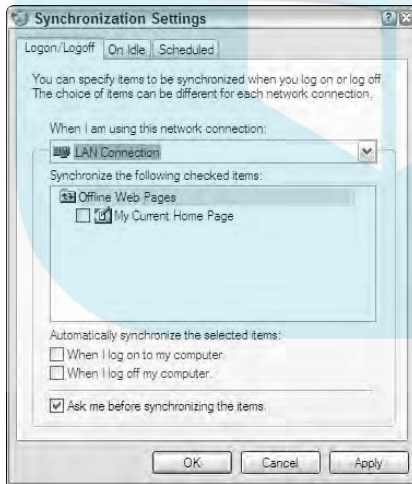 Synchronization Settings
Logon/Logoff On Idle Scheduled
You can specify items to be synchronized when you log on or log off.
The choice of items can be different for each network connection.
When I am using this network connection:
LAN Connection
Synchronize the following checked items:
Offline Web Pages
My Current Home Page
Automatically synchronize the selected items:
When I log on to my computer
When I log off my computer.
Ask me before synchronizing the items.
OK Cancel Apply